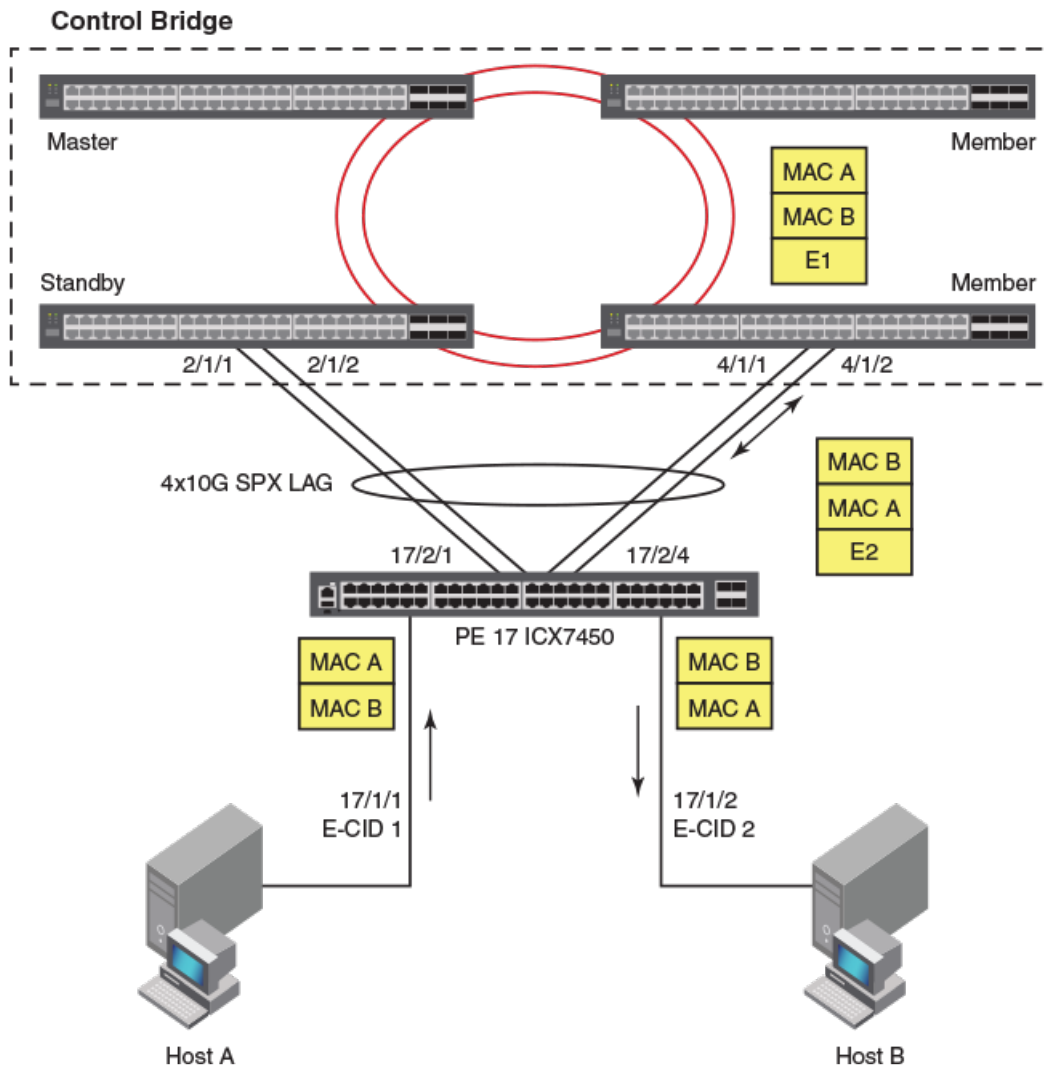 Control Bridge
Master
Member
MAC A
MAC B
E1
Standby
Member
2/1/1
2/1/2
4/1/1
4/1/2
4x10G SPX LAG
MAC B
MAC A
E2
17/2/1
17/2/4
PE 17 ICX7450
MAC A
MAC B
MAC B
MAC A
17/1/1
E-CID 1
17/1/2
E-CID 2
Host A
Host B